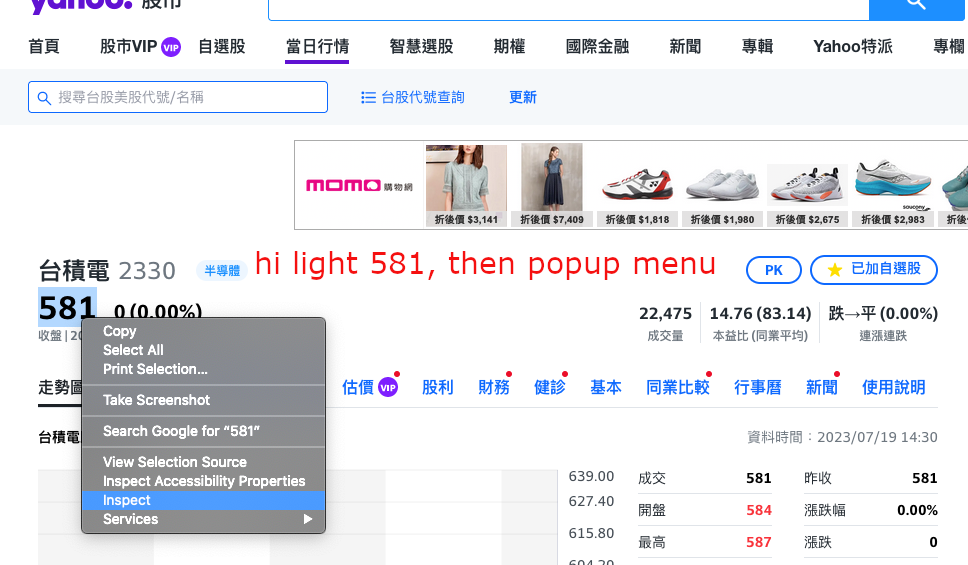 yahoo! 股市
首頁 股市VIP VIP 自選股 當日行情 智慧選股 期權 國際金融 新聞 專輯 Yahoo特派 專欄
搜尋台股美股代號/名稱 台股代號查詢 更新
momo 購物網
折後價 $3,141 折後價 $7,409 折後價 $1,818 折後價 $1,980 折後價 $2,675 saucony 折後價 $2,983
台積電 2330 半導體 hi light 581, then popup menu PK 已加自選股
581 0 (0.00%) 22,475 14.76 (83.14) 跌→平 (0.00%)
收盤 | 20 成交量 本益比 (同業平均) 連漲連跌
Copy
Select All
Print Selection...
Take Screenshot
Search Google for “581”
View Selection Source
Inspect Accessibility Properties
Inspect
Services
走勢圖 估價 VIP 股利 財務 健診 基本 同業比較 行事曆 新聞 使用說明
台積電 資料時間：2023/07/19 14:30
639.00
627.40
615.80
604.20
成交 581 昨收 581
開盤 584 漲跌幅 0.00%
最高 587 漲跌 0